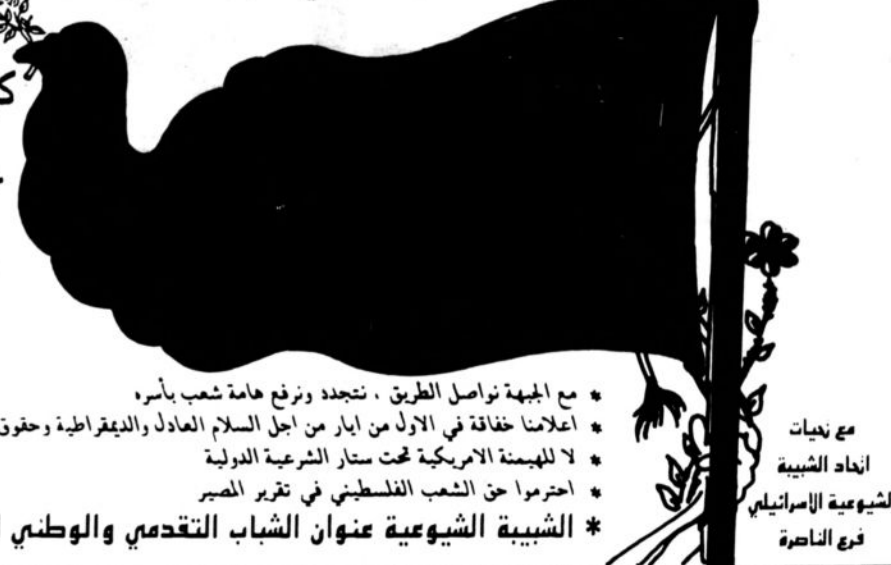 * مع الجبهة نواصل الطريق ، نتجدد ونرفع هامة شعب بأسره
* اعلامنا خفاقة في الاول من ايار من اجل السلام العادل والديمقراطية وحقوق
* لا للهيمنة الامريكية تحت ستار الشرعية الدولية
* احترموا حق الشعب الفلسطيني في تقرير المصير
* الشبيبة الشيوعية عنوان الشباب التقدمي والوطني
مع تحيات
اتحاد الشبيبة
الشيوعية الاسرائيلي
فرع الناصرة